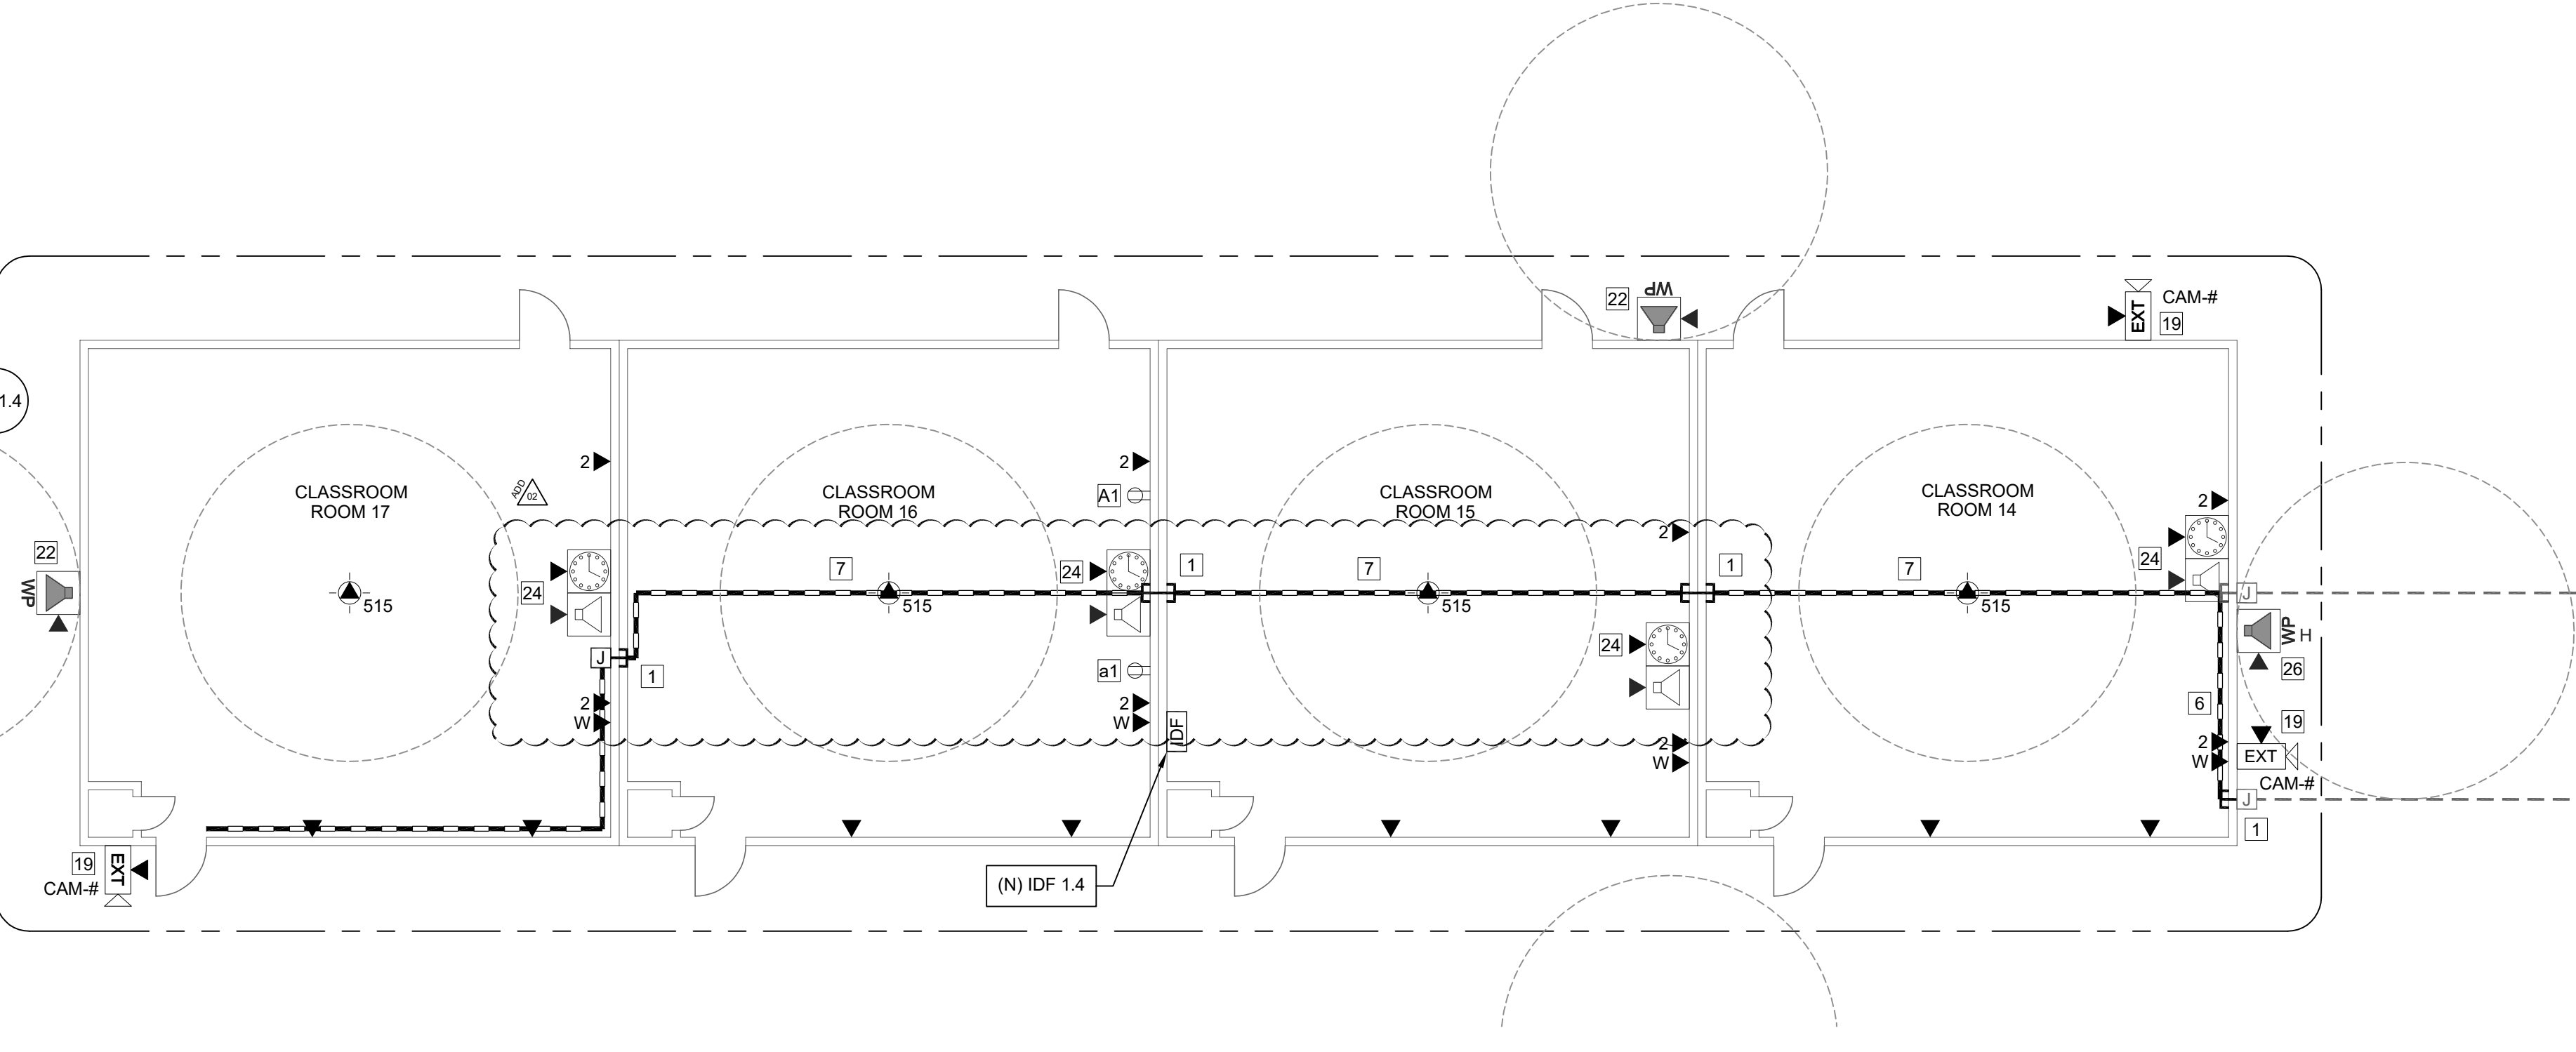 WP
22
CAM-#
EXT
19
1.4
2
2
CLASSROOM
ROOM 17
ADD
02
CLASSROOM
ROOM 16
A1
CLASSROOM
ROOM 15
CLASSROOM
ROOM 14
2
2
22
WP
515
24
7
515
24
1
7
515
24
1
7
515
24
J
WP
H
26
J
1
a1
2
W
2
W
IDF
2
W
6
2
W
19
EXT
CAM-#
J
1
19
EXT
CAM-#
(N) IDF 1.4